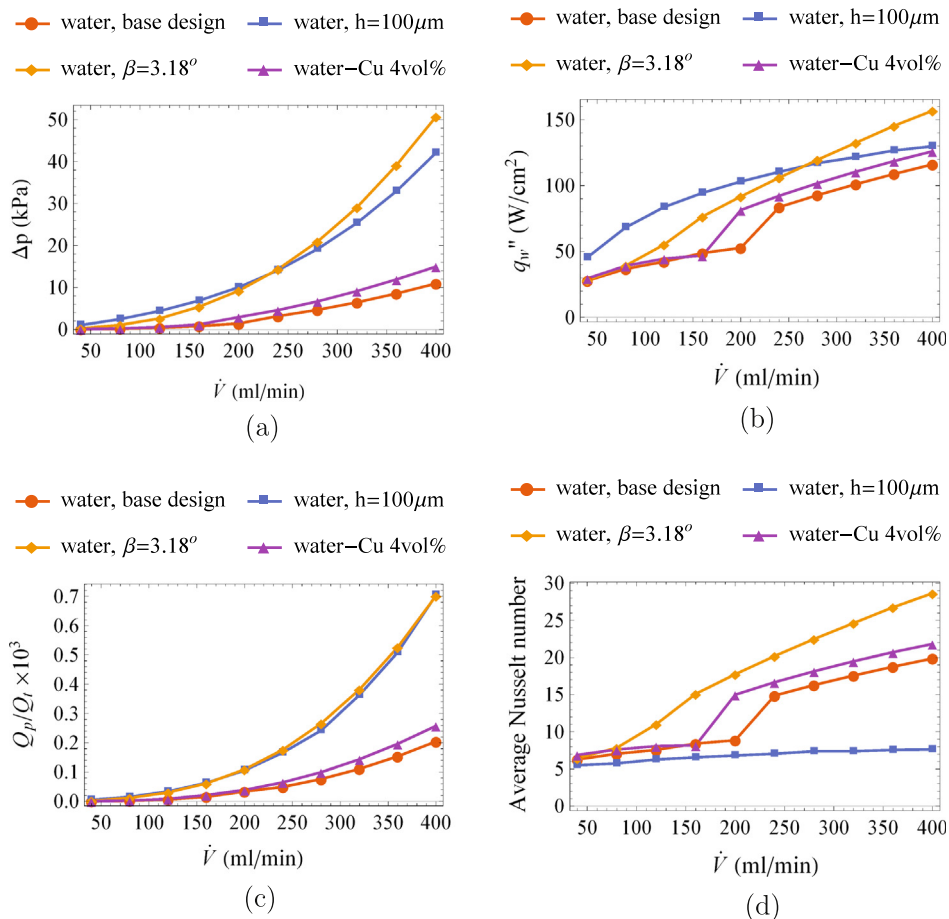 water, base design
water, h=100μm
water, β=3.18°
water−Cu 4vol%
Δp (kPa)
50
40
30
20
10
0
50 100 150 200 250 300 350 400
V̇ (ml/min)
(a)
water, base design
water, h=100μm
water, β=3.18°
water−Cu 4vol%
q_w" (W/cm²)
150
100
50
0
50 100 150 200 250 300 350 400
V̇ (ml/min)
(b)
water, base design
water, h=100μm
water, β=3.18°
water−Cu 4vol%
Q_p/Q_t ×10³
0.7
0.6
0.5
0.4
0.3
0.2
0.1
0.0
50 100 150 200 250 300 350 400
V̇ (ml/min)
(c)
water, base design
water, h=100μm
water, β=3.18°
water−Cu 4vol%
Average Nusselt number
30
25
20
15
10
5
0
50 100 150 200 250 300 350 400
V̇ (ml/min)
(d)